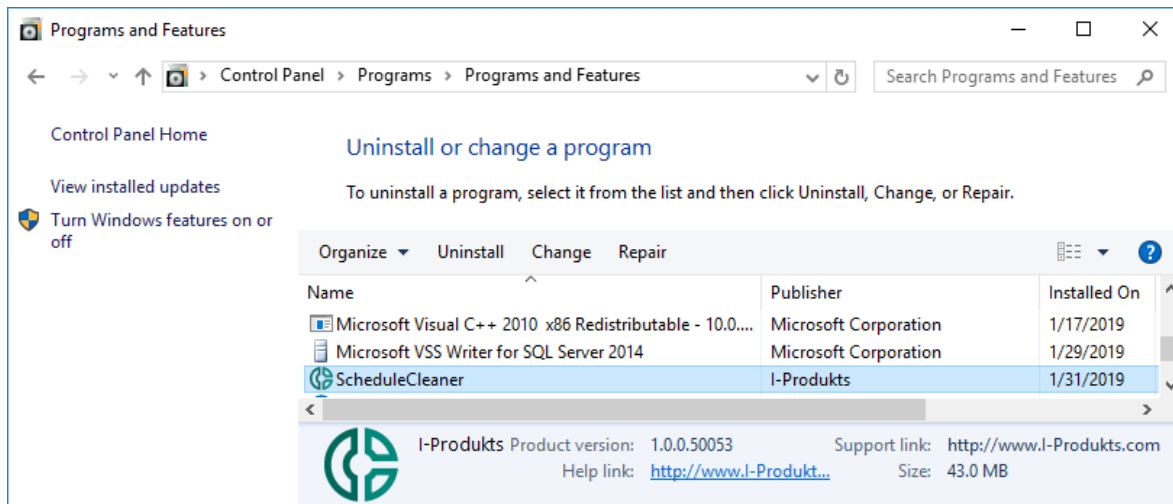 Programs and Features
Control Panel > Programs > Programs and Features
Search Programs and Features
Control Panel Home
View installed updates
Turn Windows features on or
off
Uninstall or change a program
To uninstall a program, select it from the list and then click Uninstall, Change, or Repair.
Organize Uninstall Change Repair ?
Name Publisher Installed On
Microsoft Visual C++ 2010 x86 Redistributable - 10.0.... Microsoft Corporation 1/17/2019
Microsoft VSS Writer for SQL Server 2014 Microsoft Corporation 1/29/2019
ScheduleCleaner I-Produkts 1/31/2019
I-Produkts Product version: 1.0.0.50053 Support link: http://www.I-Produkts.com
Help link: http://www.I-Produkt... Size: 43.0 MB